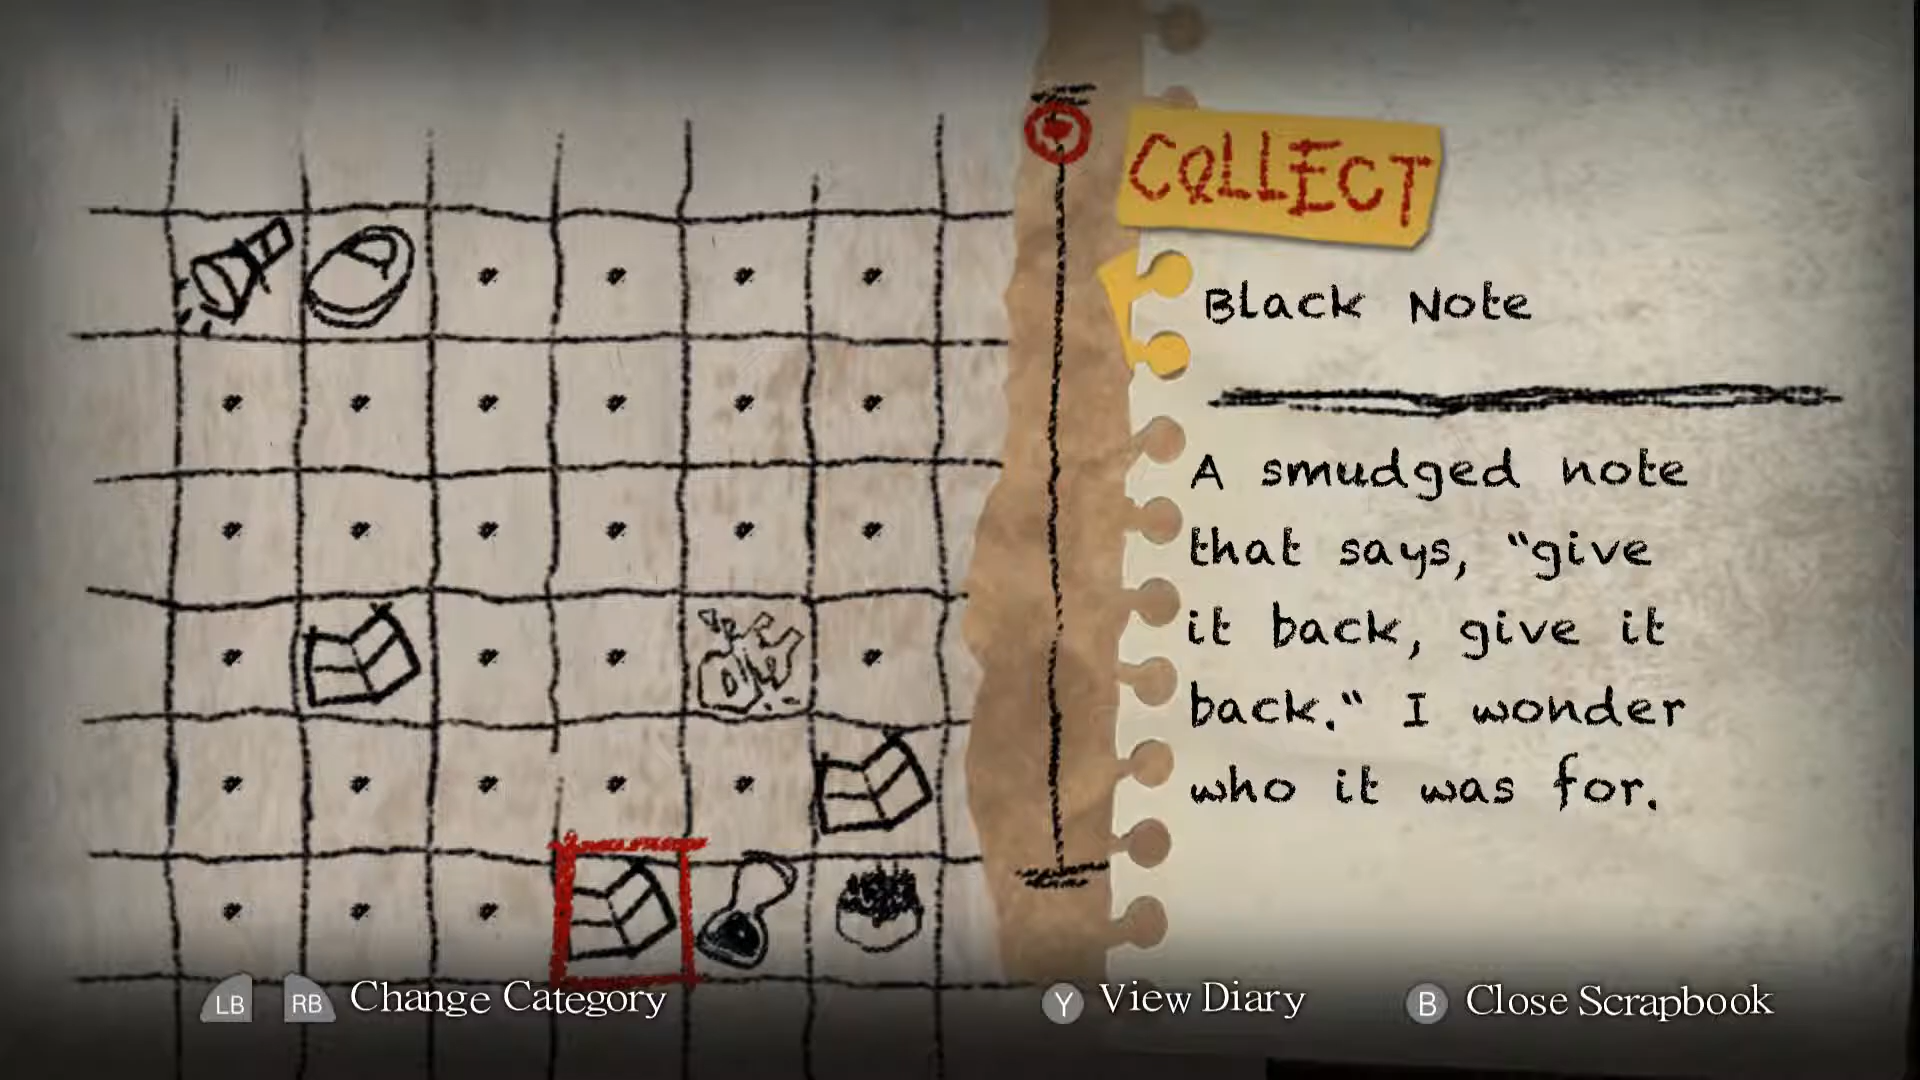 COLLECT
Black Note
A smudged note
that says, "give
it back, give it
back." I wonder
who it was for.
LB RB Change Category
Y View Diary
B Close Scrapbook